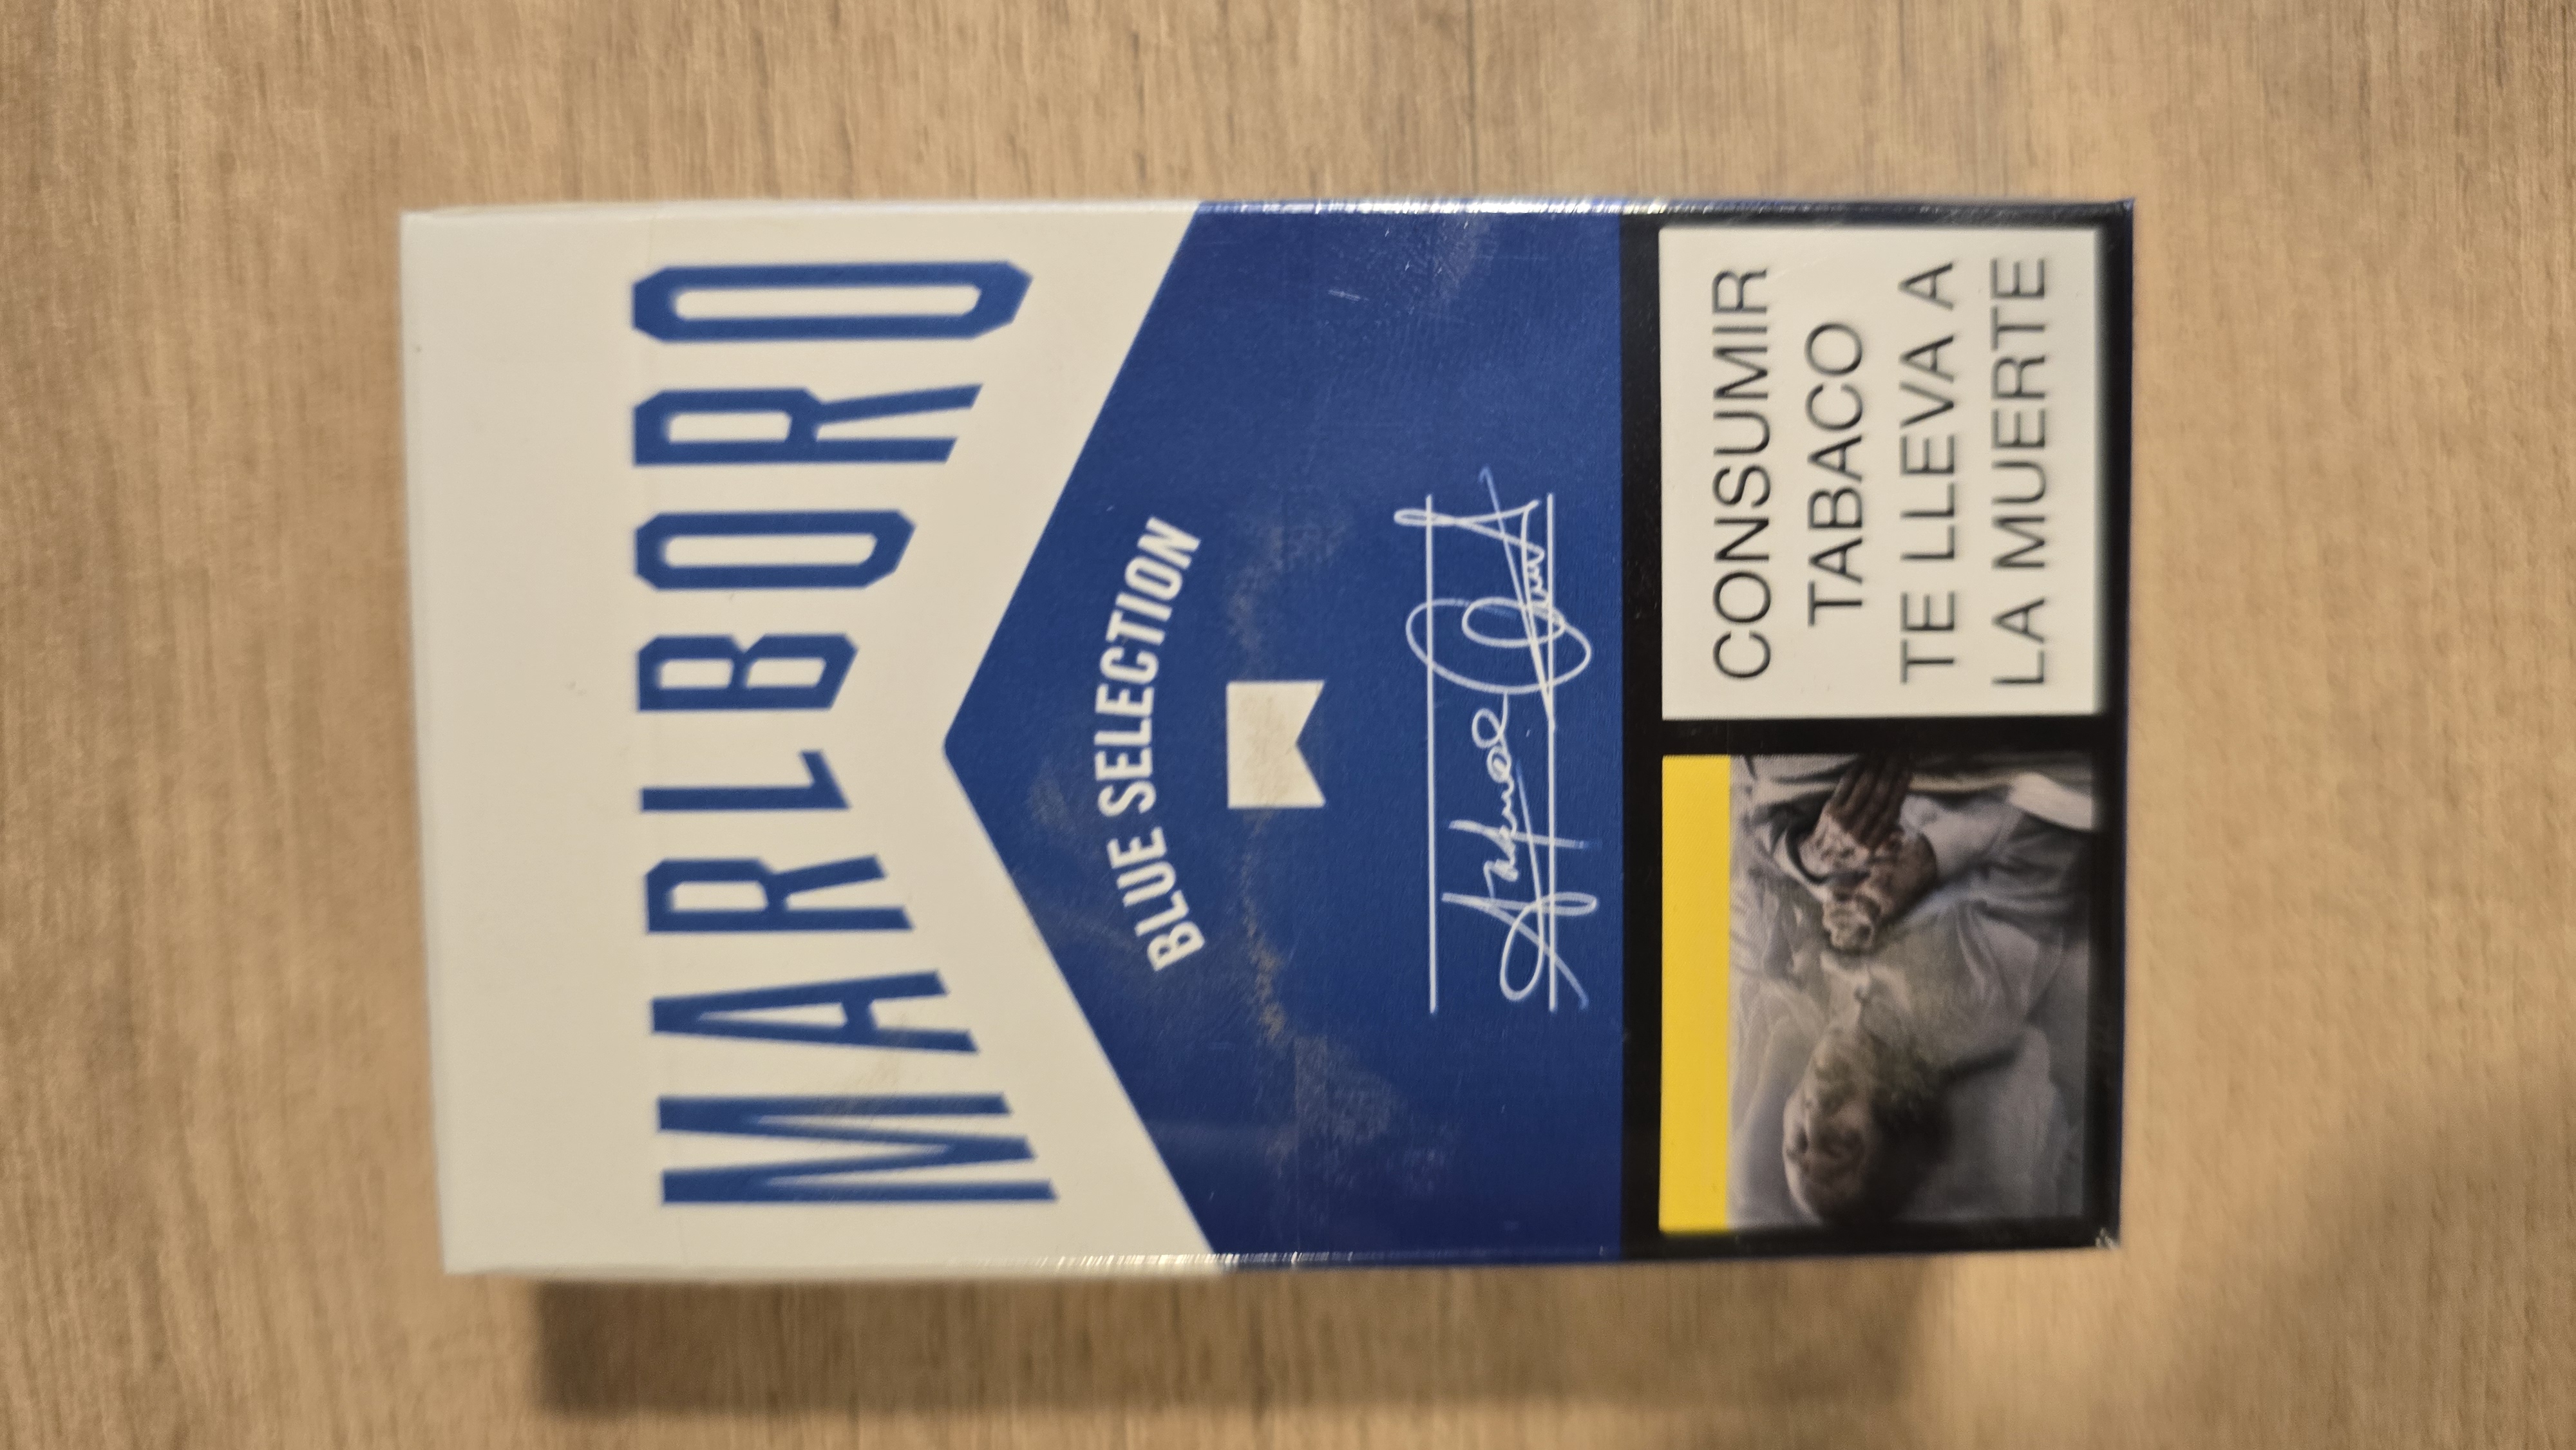 MARLBORO
BLUE SELECTION
CONSUMIR
TABACO
TE LLEVA A
LA MUERTE